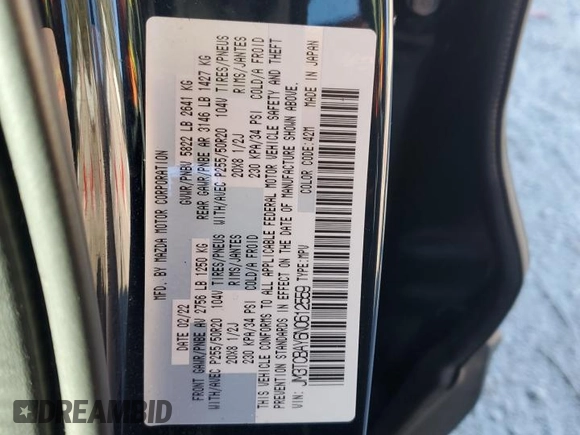 MFD. BY MAZDA MOTOR CORPORATION
DATE 02/22 GVWR/PNBV 5822 LB 2641 KG
FRONT GAWR/PNBE AV 2756 LB 1250 KG REAR GAWR/PNBE AR 3146 LB 1427 KG
WITH/AVEC P255/50R20 104V TIRES/PNEUS WITH/AVEC P255/50R20 104V TIRES/PNEUS
20X8 1/2J RIMS/JANTES 20X8 1/2J RIMS/JANTES
230 KPA/34 PSI COLD/A FROID 230 KPA/34 PSI COLD/A FROID
THIS VEHICLE CONFORMS TO ALL APPLICABLE FEDERAL MOTOR VEHICLE SAFETY AND THEFT
PREVENTION STANDARDS IN EFFECT ON THE DATE OF MANUFACTURE SHOWN ABOVE.
VIN: JM3TCBAY6N0612559 TYPE:MPV COLOR CODE:42M MADE IN JAPAN
DREAMBID